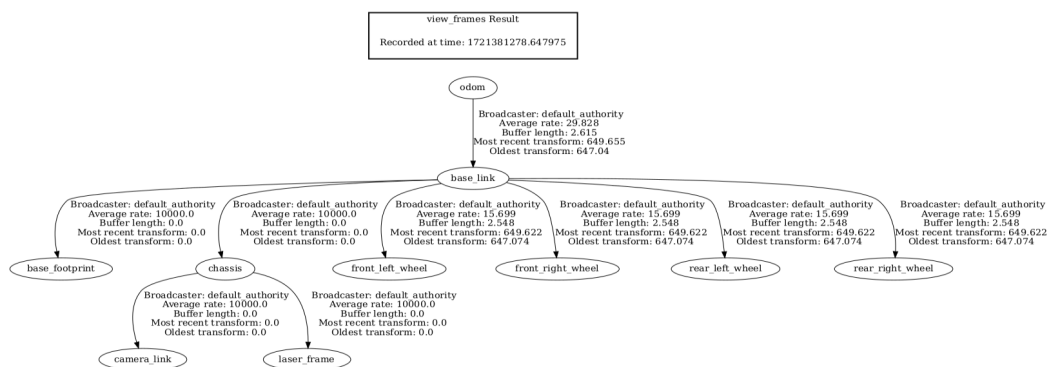 view_frames Result
Recorded at time: 1721381278.647975
odom
Broadcaster: default_authority
Average rate: 29.828
Buffer length: 2.615
Most recent transform: 649.655
Oldest transform: 647.04
base_link
Broadcaster: default_authority
Average rate: 10000.0
Buffer length: 0.0
Most recent transform: 0.0
Oldest transform: 0.0
Broadcaster: default_authority
Average rate: 10000.0
Buffer length: 0.0
Most recent transform: 0.0
Oldest transform: 0.0
Broadcaster: default_authority
Average rate: 15.699
Buffer length: 2.548
Most recent transform: 649.622
Oldest transform: 647.074
Broadcaster: default_authority
Average rate: 15.699
Buffer length: 2.548
Most recent transform: 649.622
Oldest transform: 647.074
Broadcaster: default_authority
Average rate: 15.699
Buffer length: 2.548
Most recent transform: 649.622
Oldest transform: 647.074
Broadcaster: default_authority
Average rate: 15.699
Buffer length: 2.548
Most recent transform: 649.622
Oldest transform: 647.074
base_footprint
chassis
front_left_wheel
front_right_wheel
rear_left_wheel
rear_right_wheel
Broadcaster: default_authority
Average rate: 10000.0
Buffer length: 0.0
Most recent transform: 0.0
Oldest transform: 0.0
Broadcaster: default_authority
Average rate: 10000.0
Buffer length: 0.0
Most recent transform: 0.0
Oldest transform: 0.0
camera_link
laser_frame